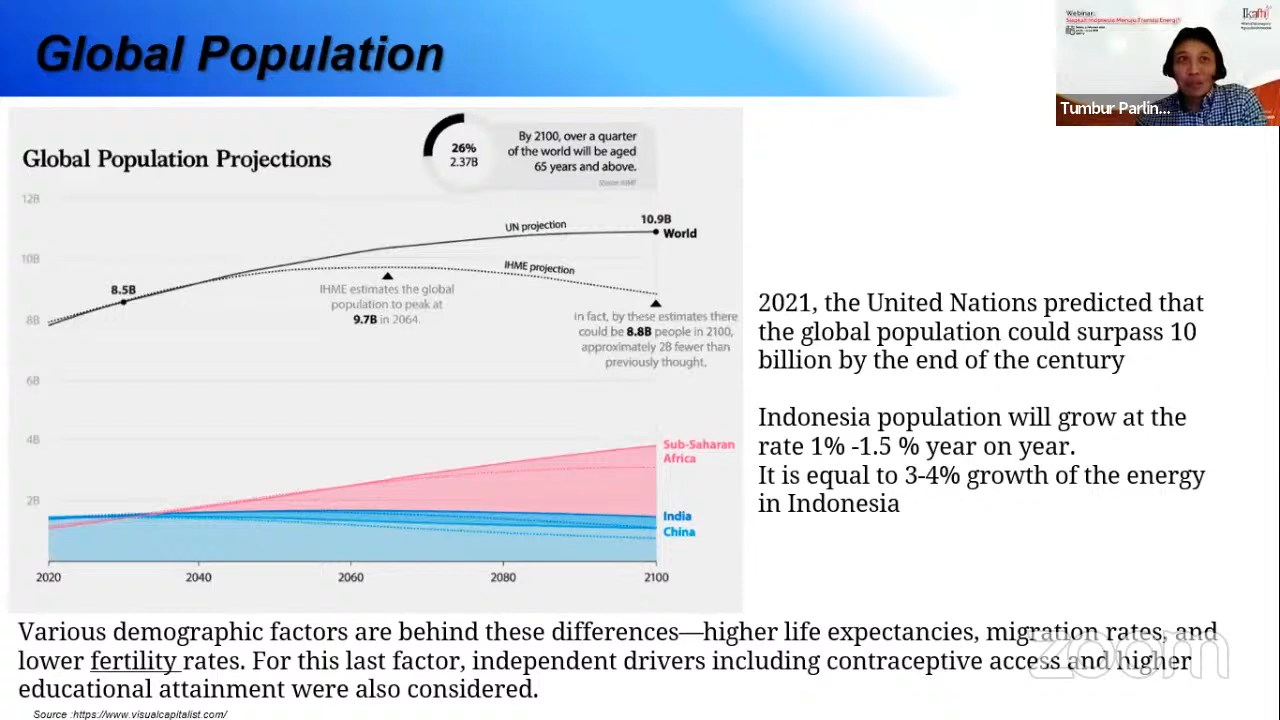 Global Population
Webinar:
Tumbur Parlin...
Global Population Projections
26%
2.37B
By 2100, over a quarter
of the world will be aged
65 years and above.
12B
10B
8B
6B
4B
2B
8.5B
UN projection
10.9B
World
IHME projection
IHME estimates the global
population to peak at
9.7B in 2064.
In fact, by these estimates there
could be 8.8B people in 2100,
approximately 2B fewer than
previously thought.
Sub-Saharan
Africa
India
China
2020
2040
2060
2080
2100
2021, the United Nations predicted that
the global population could surpass 10
billion by the end of the century
Indonesia population will grow at the
rate 1% -1.5 % year on year.
It is equal to 3-4% growth of the energy
in Indonesia
Various demographic factors are behind these differences—higher life expectancies, migration rates, and
lower fertility rates. For this last factor, independent drivers including contraceptive access and higher
educational attainment were also considered.
zoom
Source :https://www.visualcapitalist.com/